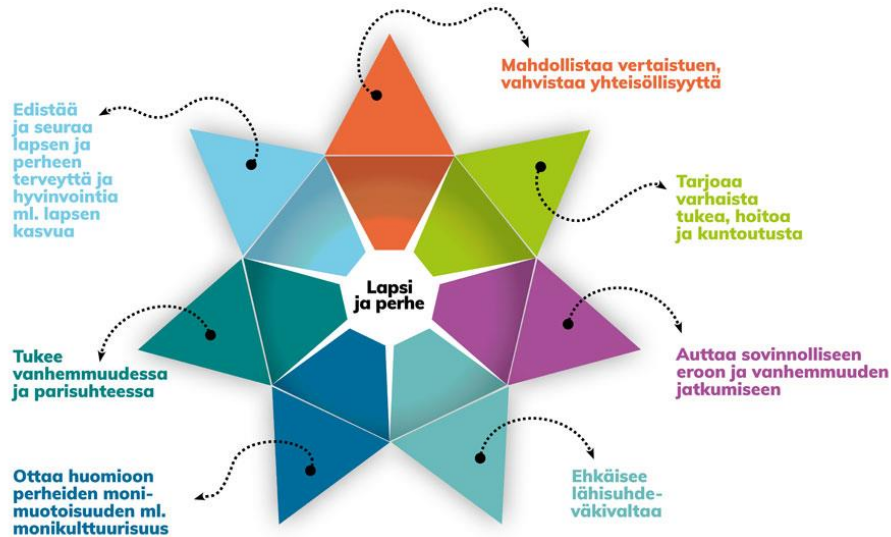 Mahdollistaa vertaistuen,
vahvistaa yhteisöllisyyttä
Edistää
ja seuraa
lapsen ja
perheen
terveyttä ja
hyvinvointia
ml. lapsen
kasvua
Tarjoaa
varhaista
tukea, hoitoa
ja kuntoutusta
Lapsi
ja perhe
Tukee
vanhemmuudessa
ja parisuhteessa
Auttaa sovinnolliseen
eroon ja vanhemmuuden
jatkumiseen
Ottaa huomioon
perheiden moni-
muotoisuuden ml.
monikulttuurisuus
Ehkäisee
lähisuhde-
väkivaltaa